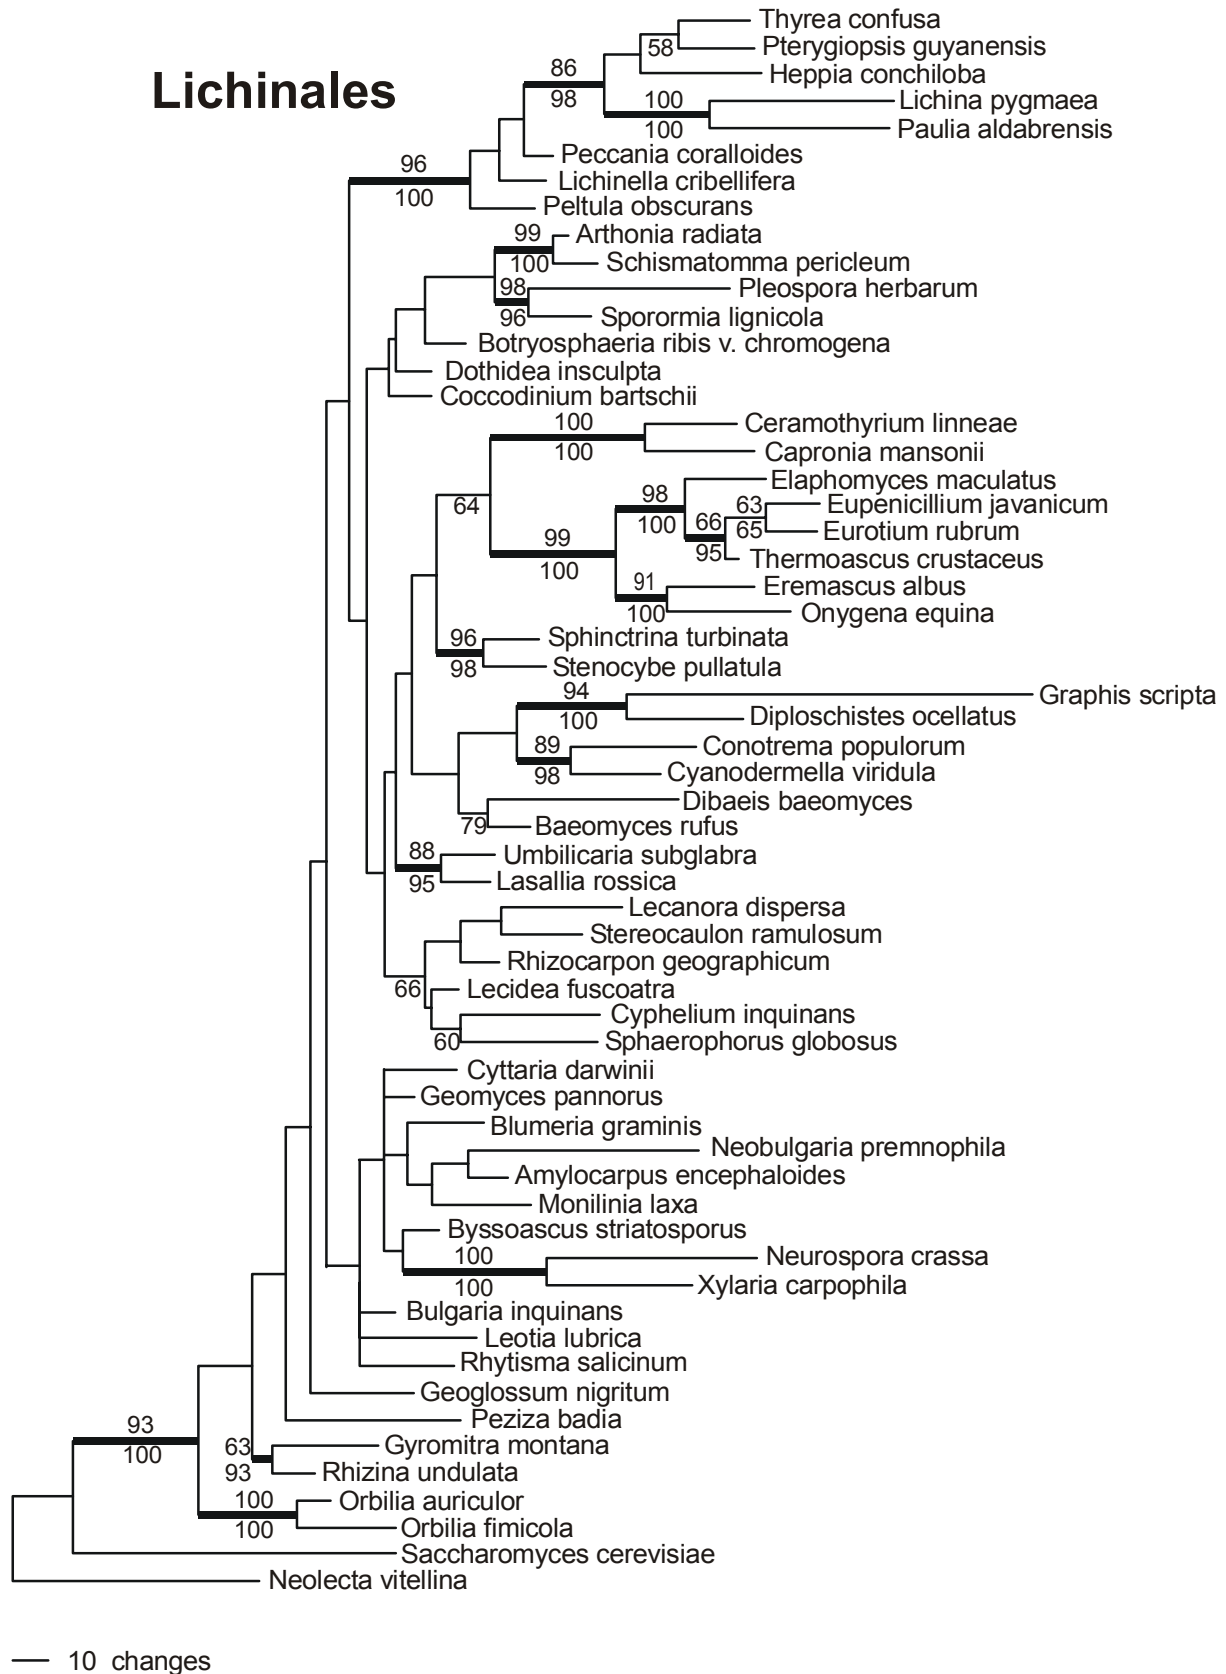 Thyrea confusa
58
Pterygiopsis guyanensis
Heppia conchiloba
Lichinales
86
98
100
Lichina pygmaea
100
Paulia aldabrensis
Peccania coralloides
96
Lichinella cribellifera
100
Peltula obscurans
99
Arthonia radiata
100
Schismatomma pericleum
98
Pleospora herbarum
96
Sporormia lignicola
Botryosphaeria ribis v. chromogena
Dothidea insculpta
Coccodinium bartschii
100
Ceramothyrium linneae
100
Capronia mansonii
Elaphomyces maculatus
64
98
100
63
Eupenicillium javanicum
66
65
Eurotium rubrum
99
95
Thermoascus crustaceus
100
91
Eremascus albus
100
Onygena equina
96
Sphinctrina turbinata
98
Stenocybe pullatula
94
Graphis scripta
100
Diploschistes ocellatus
89
Conotrema populorum
98
Cyanodermella viridula
Dibaeis baeomyces
79
Baeomyces rufus
88
Umbilicaria subglabra
95
Lasallia rossica
Lecanora dispersa
Stereocaulon ramulosum
Rhizocarpon geographicum
66
Lecidea fuscoatra
Cyphelium inquinans
60
Sphaerophorus globosus
Cyttaria darwinii
Geomyces pannorus
Blumeria graminis
Neobulgaria premnophila
Amylocarpus encephaloides
Monilinia laxa
Byssoascus striatosporus
100
Neurospora crassa
100
Xylaria carpophila
Bulgaria inquinans
Leotia lubrica
Rhytisma salicinum
Geoglossum nigritum
Peziza badia
93
100
63
Gyromitra montana
93
Rhizina undulata
100
Orbilia auriculor
100
Orbilia fimicola
Saccharomyces cerevisiae
Neolecta vitellina
10 changes